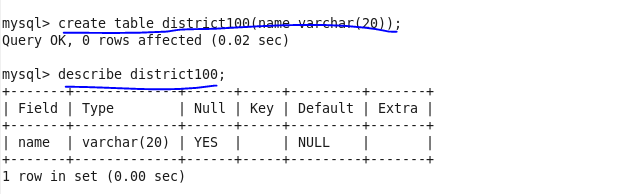 mysql> create table district100(name varchar(20));
Query OK, 0 rows affected (0.02 sec)
mysql> describe district100;
+-------+-------------+------+-----+---------+-------+
| Field | Type        | Null | Key | Default | Extra |
+-------+-------------+------+-----+---------+-------+
| name  | varchar(20) | YES  |     | NULL    |       |
+-------+-------------+------+-----+---------+-------+
1 row in set (0.00 sec)